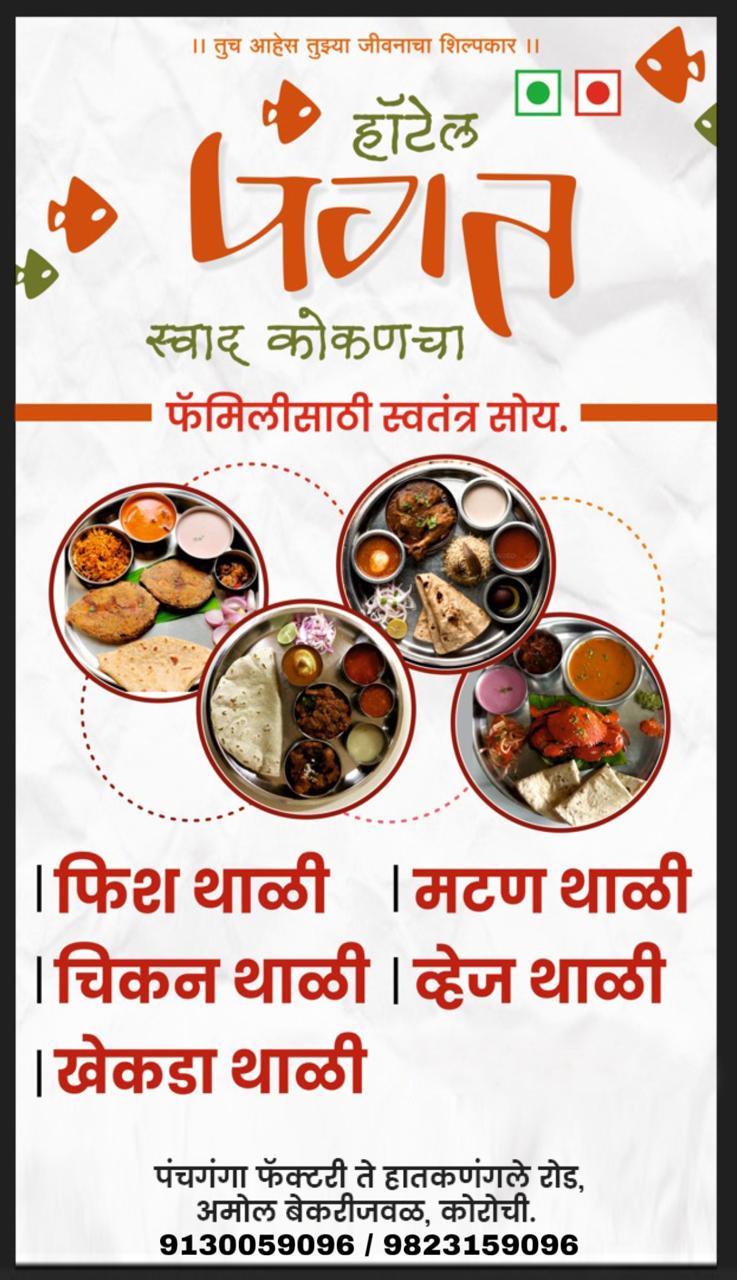 ।। तुच आहेस तुझ्या जीवनाचा शिल्पकार ।।
हॉटेल
पंगत
स्वाद कोकणचा
फॅमिलीसाठी स्वतंत्र सोय.
फिश थाळी
मटण थाळी
चिकन थाळी
व्हेज थाळी
खेकडा थाळी
पंचगंगा फॅक्टरी ते हातकणंगले रोड,
अमोल बेकरीजवळ, कोरोची.
9130059096 / 9823159096